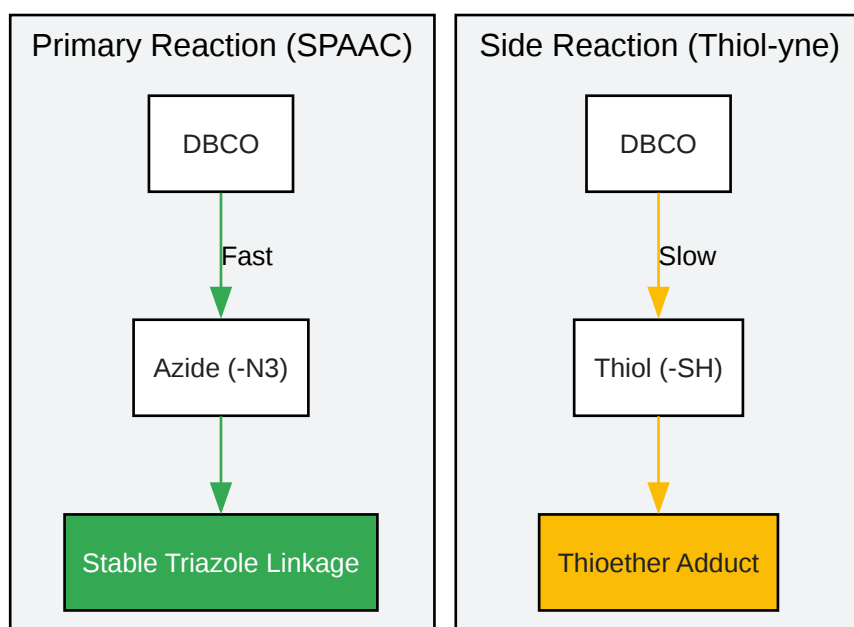 Primary Reaction (SPAAC)
DBCO
Fast
Azide (-N3)
Stable Triazole Linkage
Side Reaction (Thiol-yne)
DBCO
Slow
Thiol (-SH)
Thioether Adduct